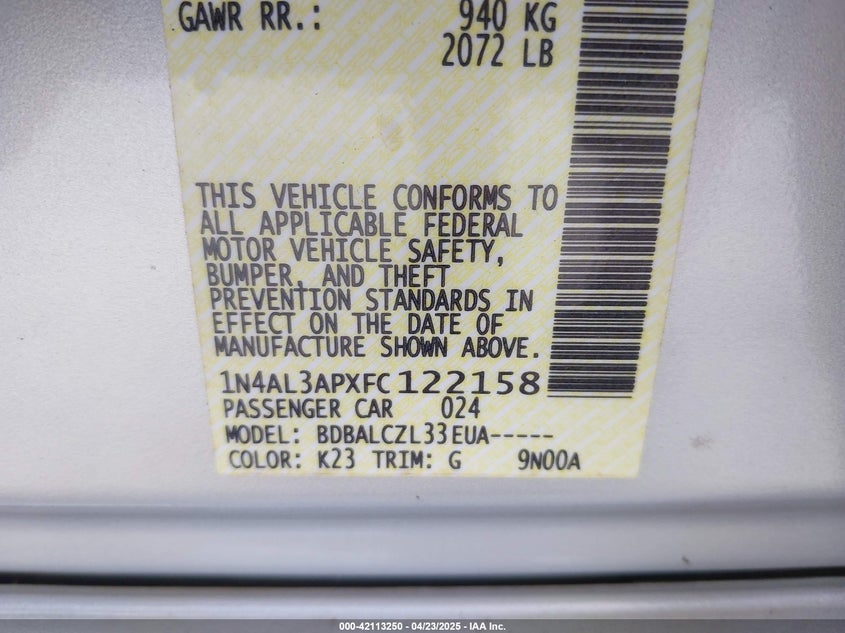 GAWR RR.: 940 KG
2072 LB
THIS VEHICLE CONFORMS TO
ALL APPLICABLE FEDERAL
MOTOR VEHICLE SAFETY,
BUMPER, AND THEFT
PREVENTION STANDARDS IN
EFFECT ON THE DATE OF
MANUFACTURE SHOWN ABOVE.
1N4AL3APXFC122158
PASSENGER CAR 024
MODEL: BDBALCZL33EUA-----
COLOR: K23 TRIM: G 9N00A
000-42113250 - 04/23/2025 - IAA Inc.